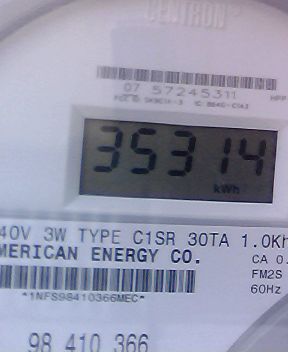 CENTRON
07 57245311
35314
kWh
40V 3W TYPE C1SR 30TA 1.0Kh
MERICAN ENERGY CO.
CA 0.
FM2S
60Hz
*1NFS98410366MEC*
98 410 366